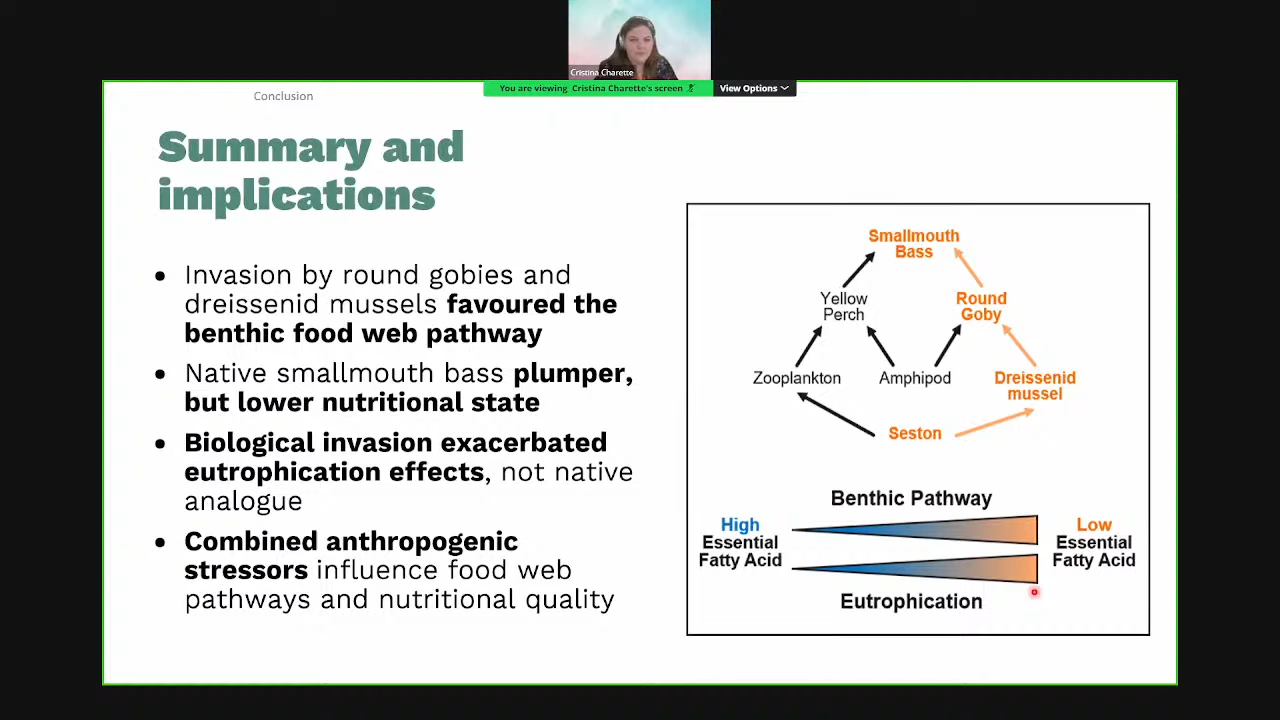 Cristina Charette
You are viewing Cristina Charette's screen
View Options
Conclusion
Summary and
implications
• Invasion by round gobies and
dreissenid mussels favoured the
benthic food web pathway
• Native smallmouth bass plumper,
but lower nutritional state
• Biological invasion exacerbated
eutrophication effects, not native
analogue
• Combined anthropogenic
stressors influence food web
pathways and nutritional quality
Smallmouth
Bass
Yellow
Perch
Round
Goby
Zooplankton
Amphipod
Dreissenid
mussel
Seston
Benthic Pathway
High
Essential
Fatty Acid
Low
Essential
Fatty Acid
Eutrophication